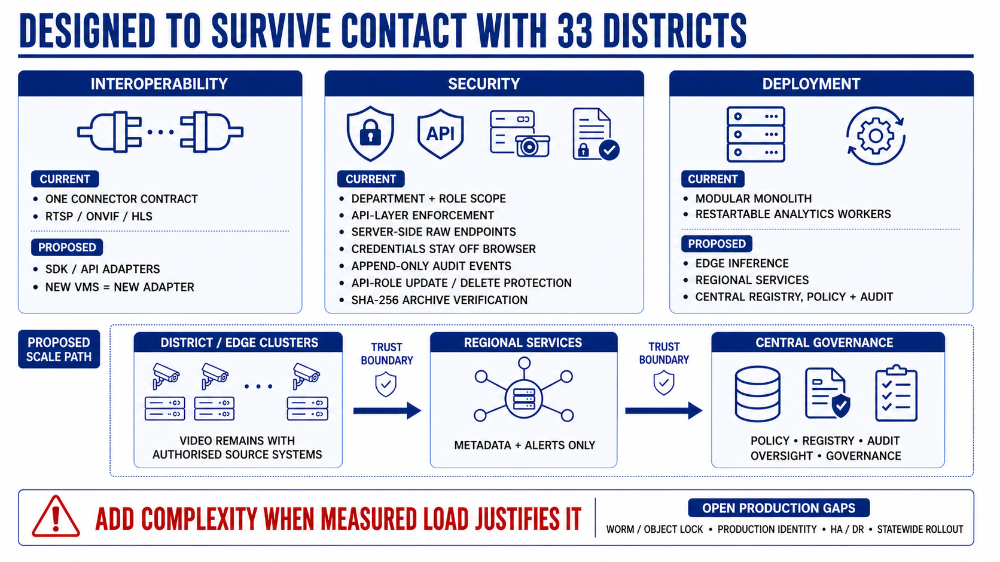 DESIGNED TO SURVIVE CONTACT WITH 33 DISTRICTS
INTEROPERABILITY
CURRENT
• ONE CONNECTOR CONTRACT
• RTSP / ONVIF / HLS
PROPOSED
• SDK / API ADAPTERS
• NEW VMS = NEW ADAPTER
SECURITY
API
CURRENT
• DEPARTMENT + ROLE SCOPE
• API-LAYER ENFORCEMENT
• SERVER-SIDE RAW ENDPOINTS
• CREDENTIALS STAY OFF BROWSER
• APPEND-ONLY AUDIT EVENTS
• API-ROLE UPDATE / DELETE PROTECTION
• SHA-256 ARCHIVE VERIFICATION
DEPLOYMENT
CURRENT
• MODULAR MONOLITH
• RESTARTABLE ANALYTICS WORKERS
PROPOSED
• EDGE INFERENCE
• REGIONAL SERVICES
• CENTRAL REGISTRY, POLICY + AUDIT
PROPOSED
SCALE PATH
DISTRICT / EDGE CLUSTERS
VIDEO REMAINS WITH
AUTHORISED SOURCE SYSTEMS
TRUST
BOUNDARY
REGIONAL SERVICES
METADATA + ALERTS ONLY
TRUST
BOUNDARY
CENTRAL GOVERNANCE
POLICY • REGISTRY • AUDIT
OVERSIGHT • GOVERNANCE
ADD COMPLEXITY WHEN MEASURED LOAD JUSTIFIES IT
OPEN PRODUCTION GAPS
WORM / OBJECT LOCK • PRODUCTION IDENTITY • HA / DR • STATEWIDE ROLLOUT